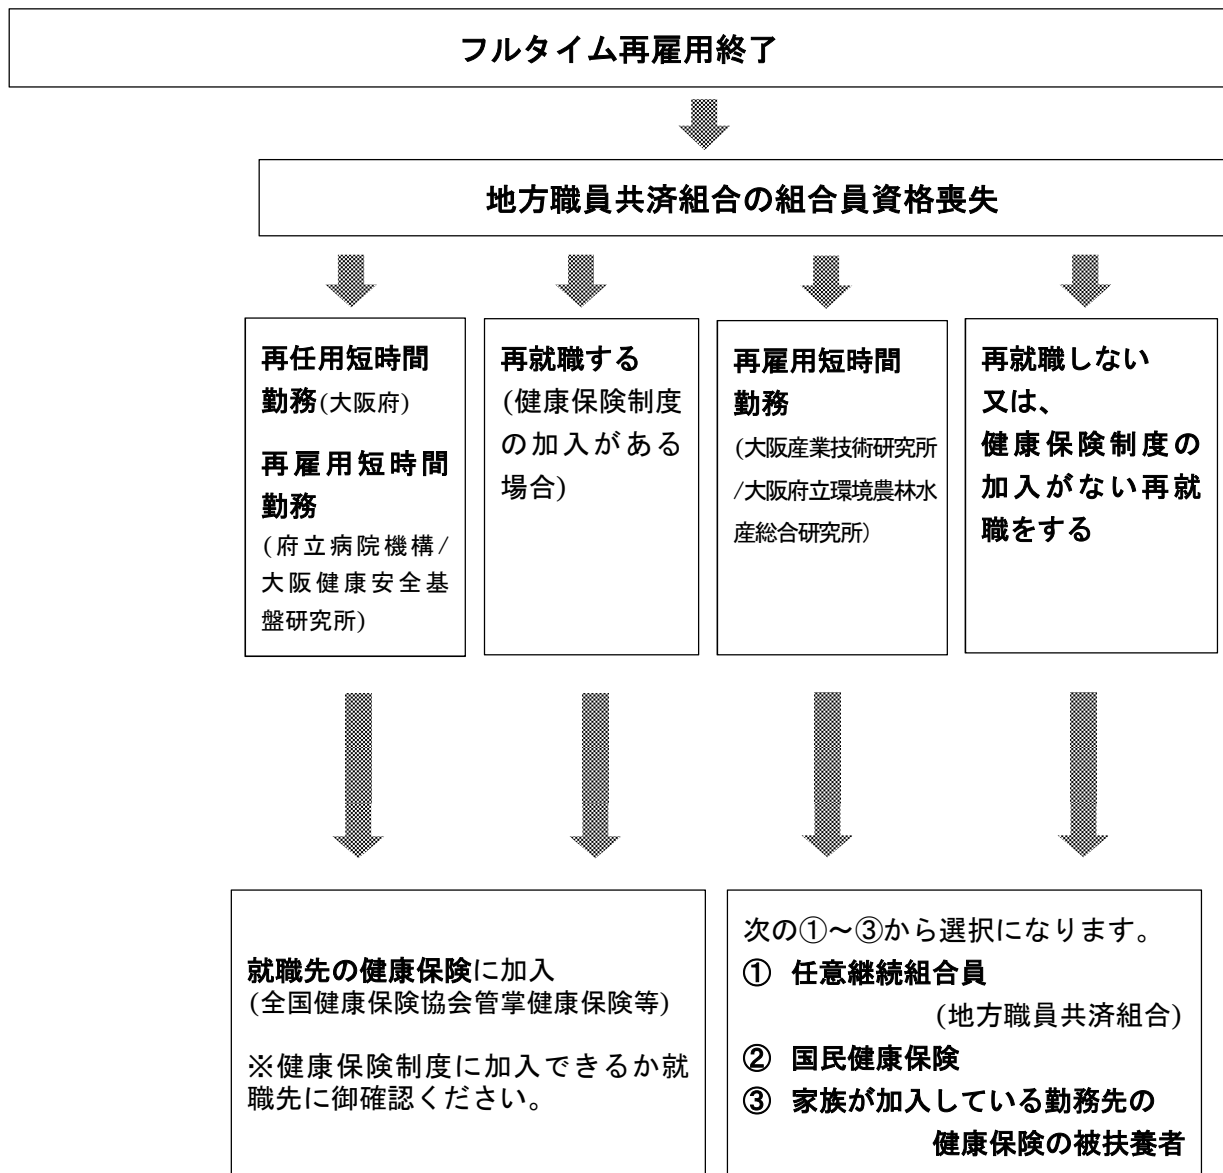 フルタイム再雇用終了
地方職員共済組合の組合員資格喪失
再任用短時間
勤務(大阪府)
再雇用短時間
勤務
(府立病院機構/
大阪健康安全基
盤研究所)
再就職する
(健康保険制度
の加入がある
場合)
再雇用短時間
勤務
(大阪産業技術研究所
/大阪府立環境農林水
産総合研究所)
再就職しない
又は、
健康保険制度の
加入がない再就
職をする
就職先の健康保険に加入
(全国健康保険協会管掌健康保険等)
※健康保険制度に加入できるか就
職先に御確認ください。
次の①～③から選択になります。
① 任意継続組合員
(地方職員共済組合)
② 国民健康保険
③ 家族が加入している勤務先の
健康保険の被扶養者